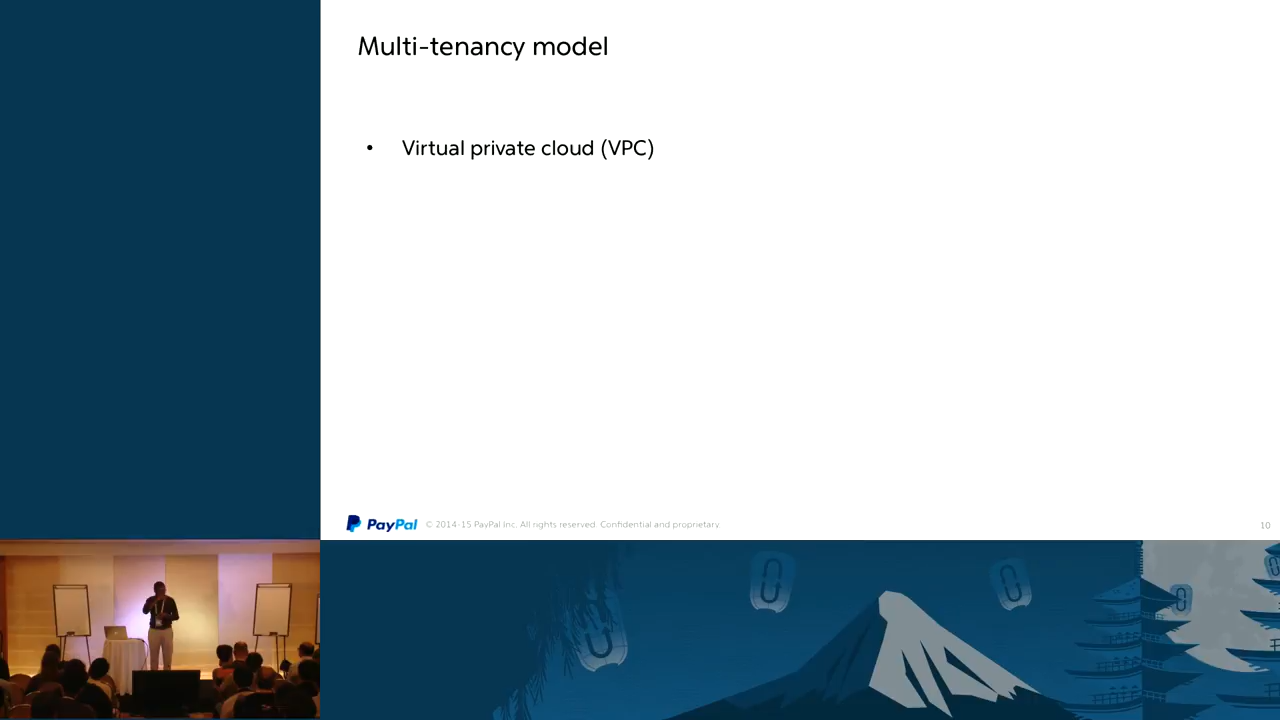 Multi-tenancy model
• Virtual private cloud (VPC)
PayPal © 2014-15 PayPal Inc. All rights reserved. Confidential and proprietary.
10